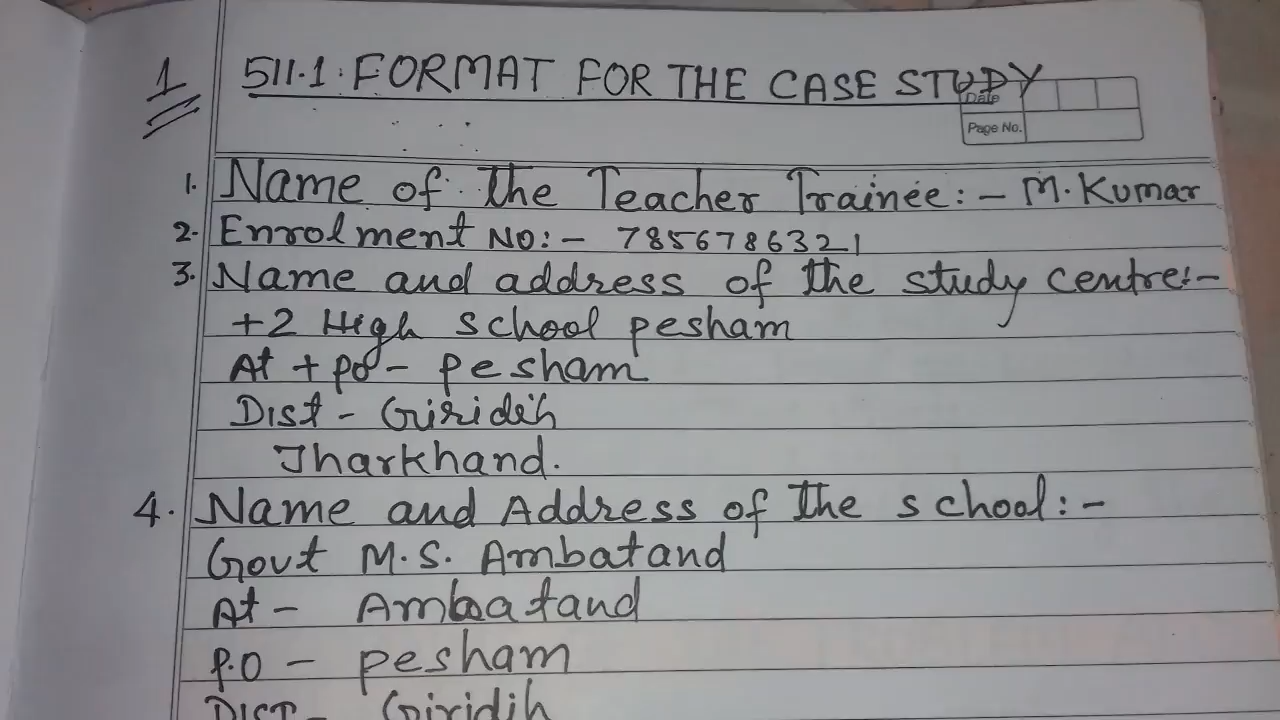 1
511.1. FORMAT FOR THE CASE STUDY
Date
Page No.
1. Name of the Teacher Trainee:- M. Kumar
2. Enrolment No:- 7856786321
3. Name and address of the study centre:-
+2 High school pesham
At + po - pesham
Dist - Giridih
Jharkhand.
4. Name and Address of the school:-
Govt M.S. Ambatand
At - Ambatand
P.O - pesham
DIST - Giridih